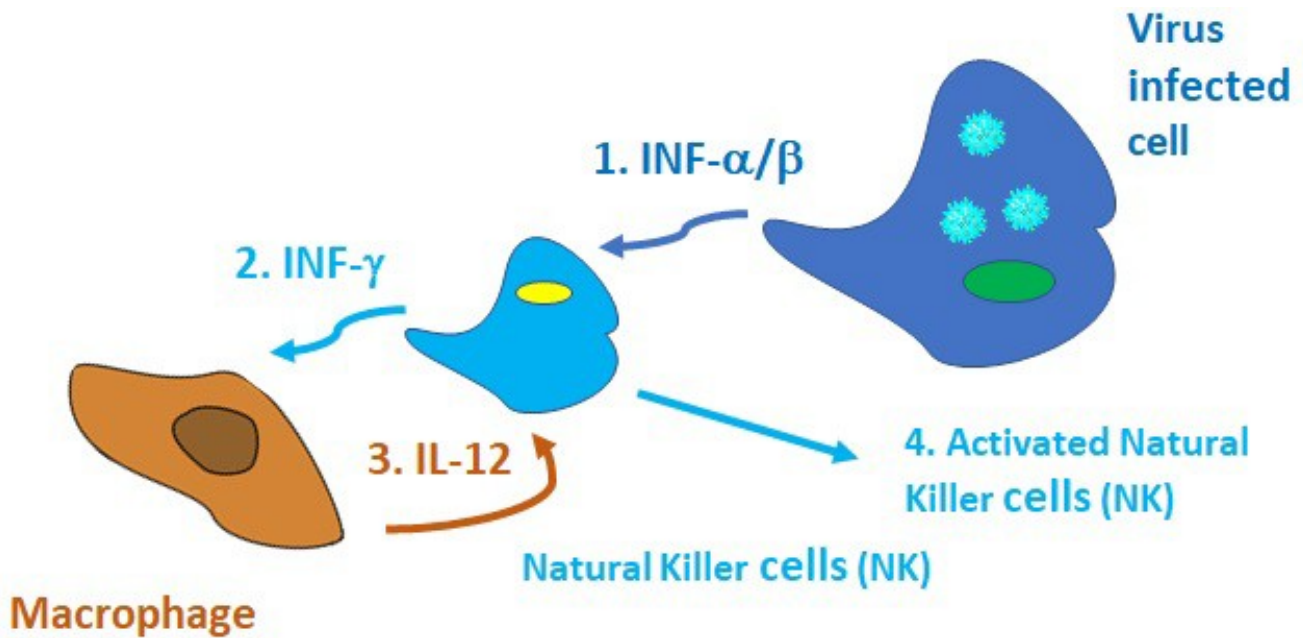 Virus
infected
cell
1. INF-α/β
2. INF-γ
3. IL-12
4. Activated Natural
Killer cells (NK)
Natural Killer cells (NK)
Macrophage